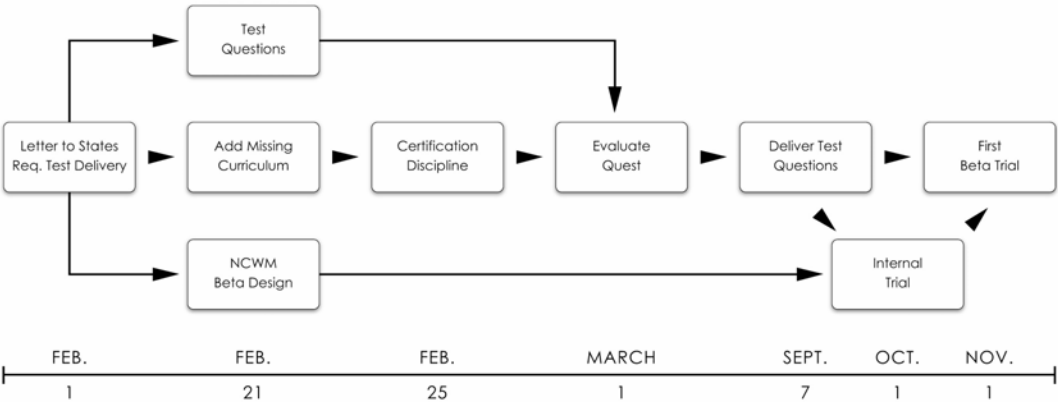 Test
Questions
Letter to States
Req. Test Delivery
Add Missing
Curriculum
Certification
Discipline
Evaluate
Quest
Deliver Test
Questions
First
Beta Trial
NCWM
Beta Design
Internal
Trial
FEB.
FEB.
FEB.
MARCH
SEPT.
OCT.
NOV.
1
21
25
1
7
1
1